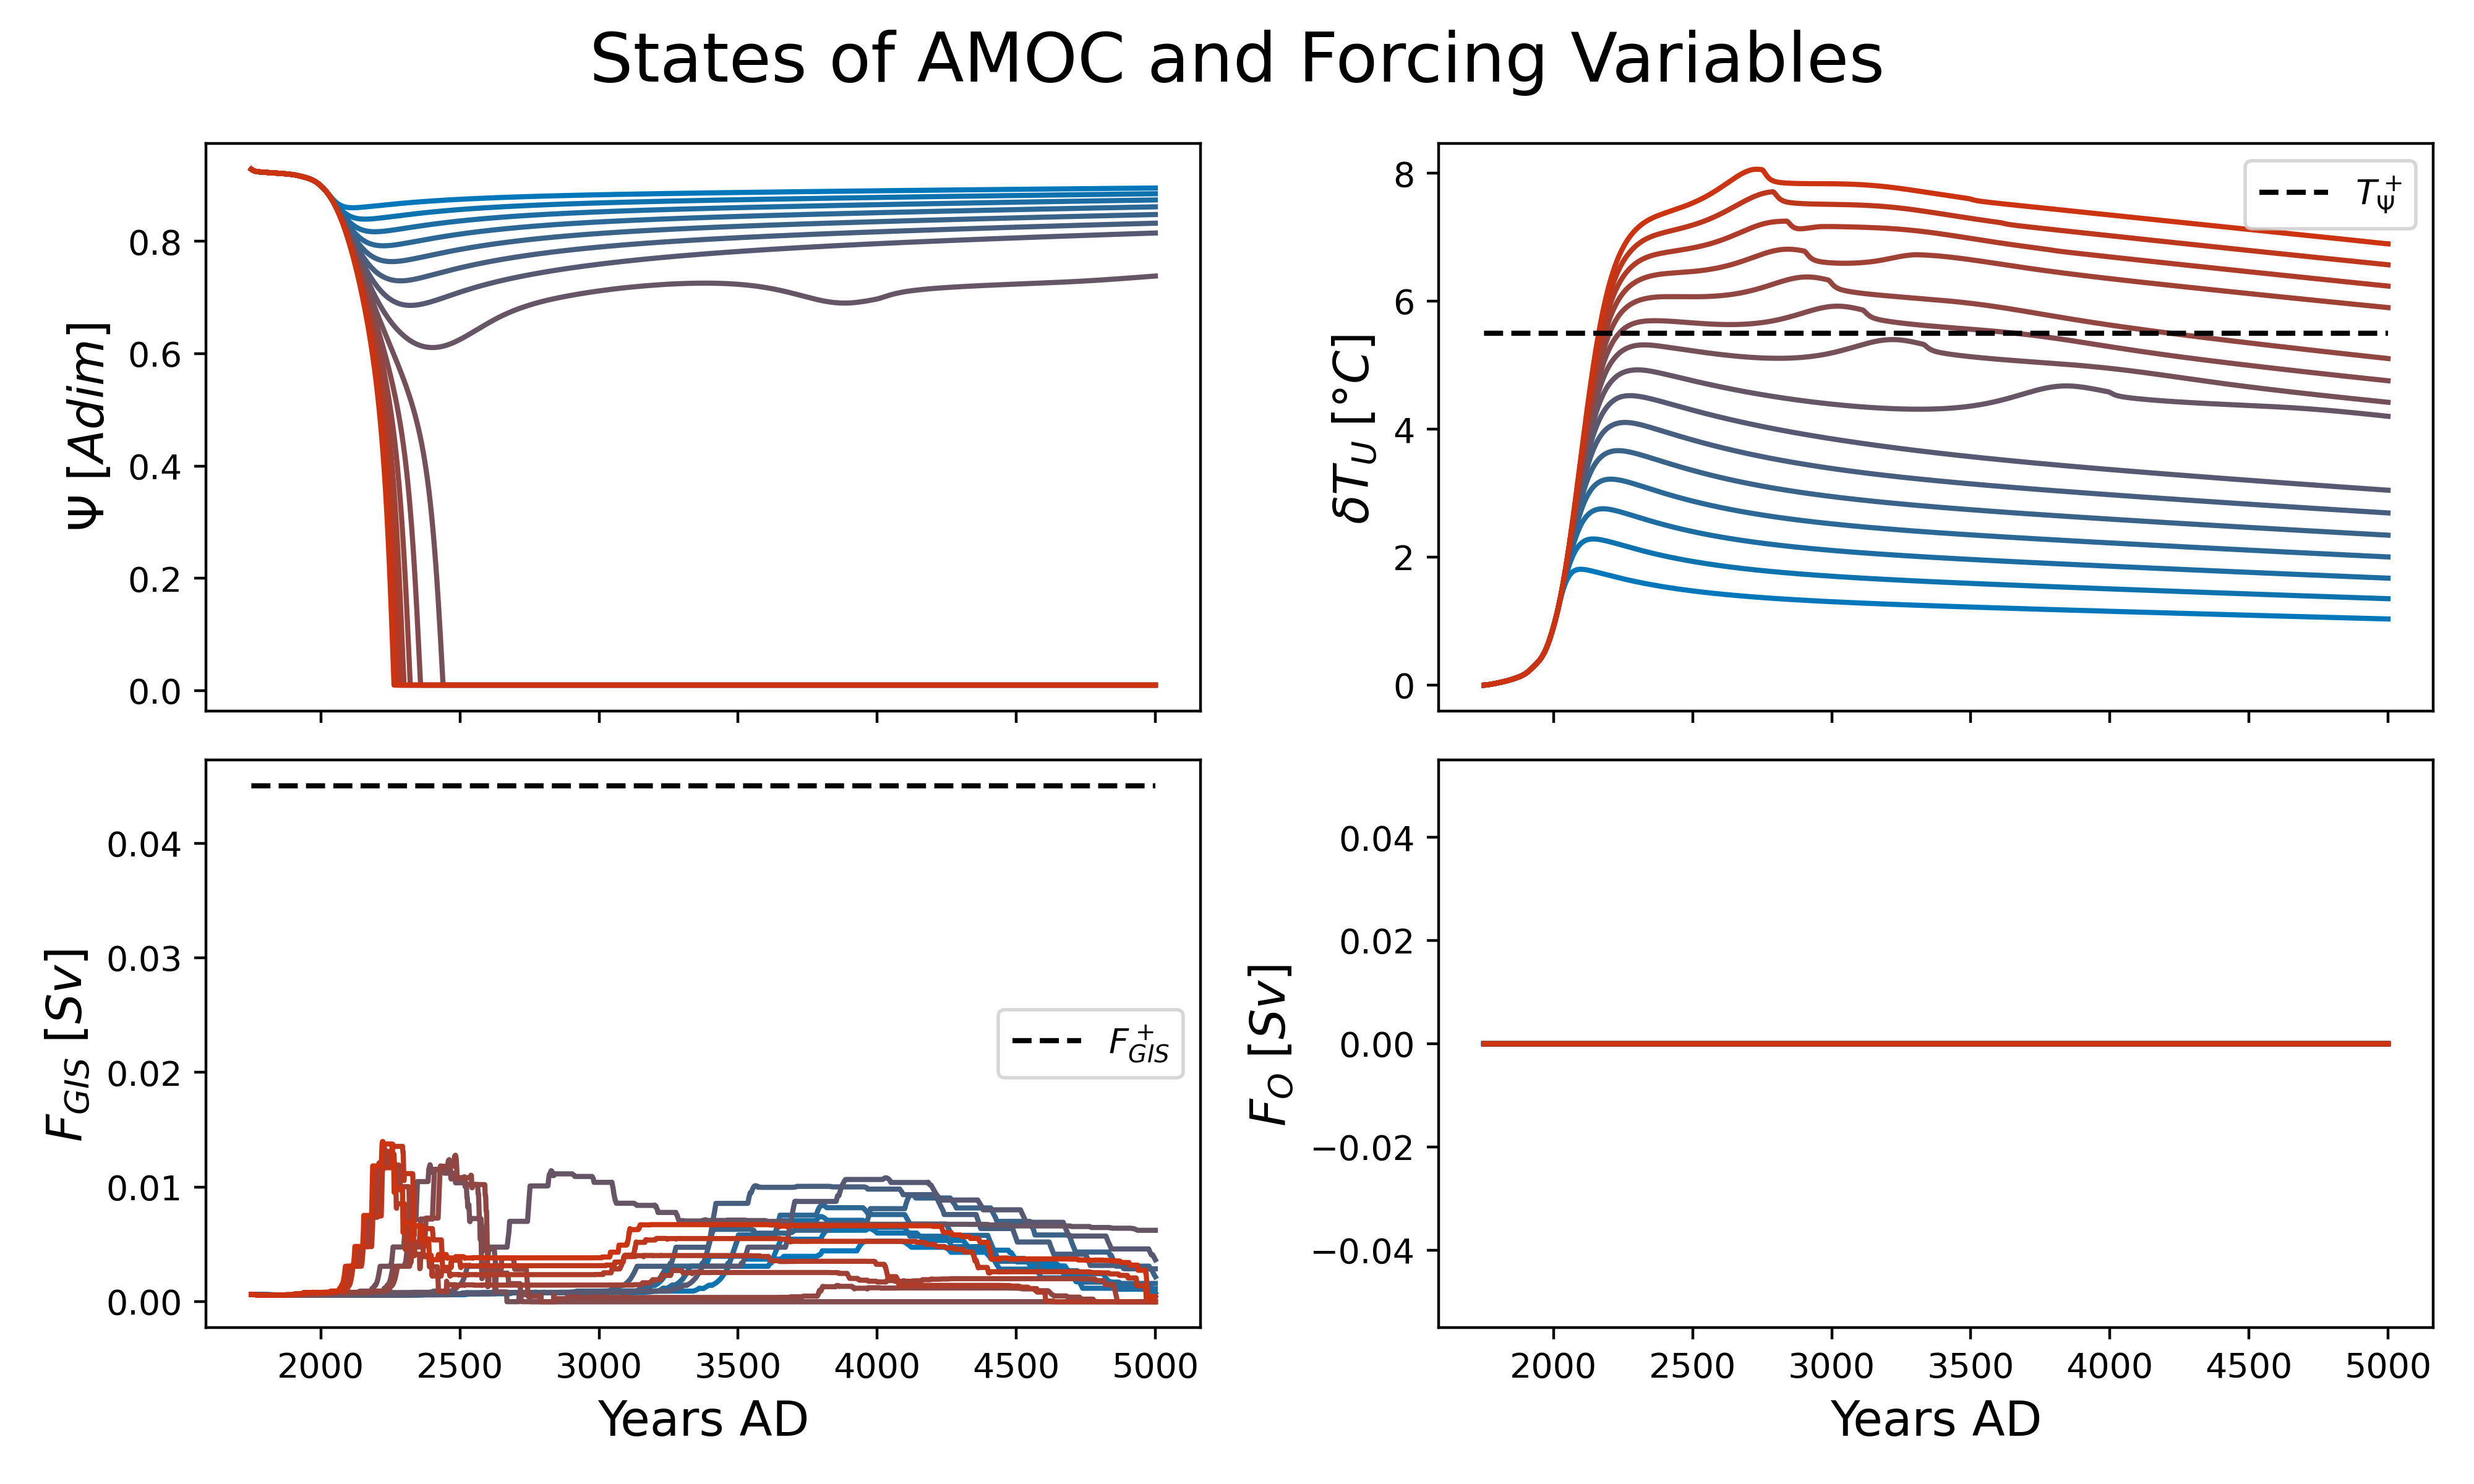 States of AMOC and Forcing Variables
Ψ [Adim]
0.8
0.6
0.4
0.2
0.0
δT_U [°C]
8
6
4
2
0
T_Ψ^+
F_GIS [Sv]
0.04
0.03
0.02
0.01
0.00
F_GIS^+
2000 2500 3000 3500 4000 4500 5000
Years AD
F_O [Sv]
0.04
0.02
0.00
−0.02
−0.04
2000 2500 3000 3500 4000 4500 5000
Years AD